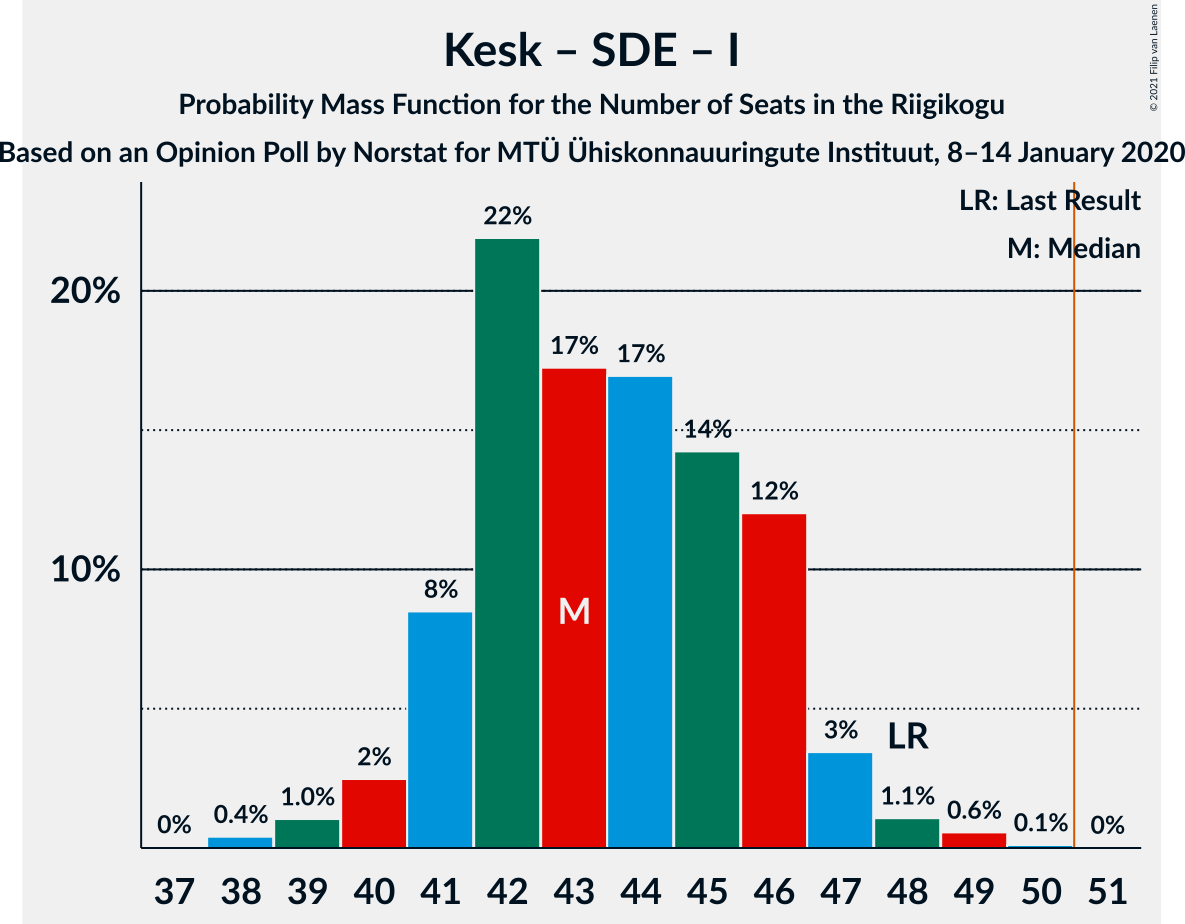 Kesk – SDE – I
Probability Mass Function for the Number of Seats in the Riigikogu
Based on an Opinion Poll by Norstat for MTÜ Ühiskonnauuringute Instituut, 8–14 January 2020
© 2021 Filip van Laenen
LR: Last Result
M: Median
20%
10%
0% 0.4% 1.0% 2% 8% 22% 17% 17% 14% 12% 3% 1.1% 0.6% 0.1% 0%
M
LR
37 38 39 40 41 42 43 44 45 46 47 48 49 50 51